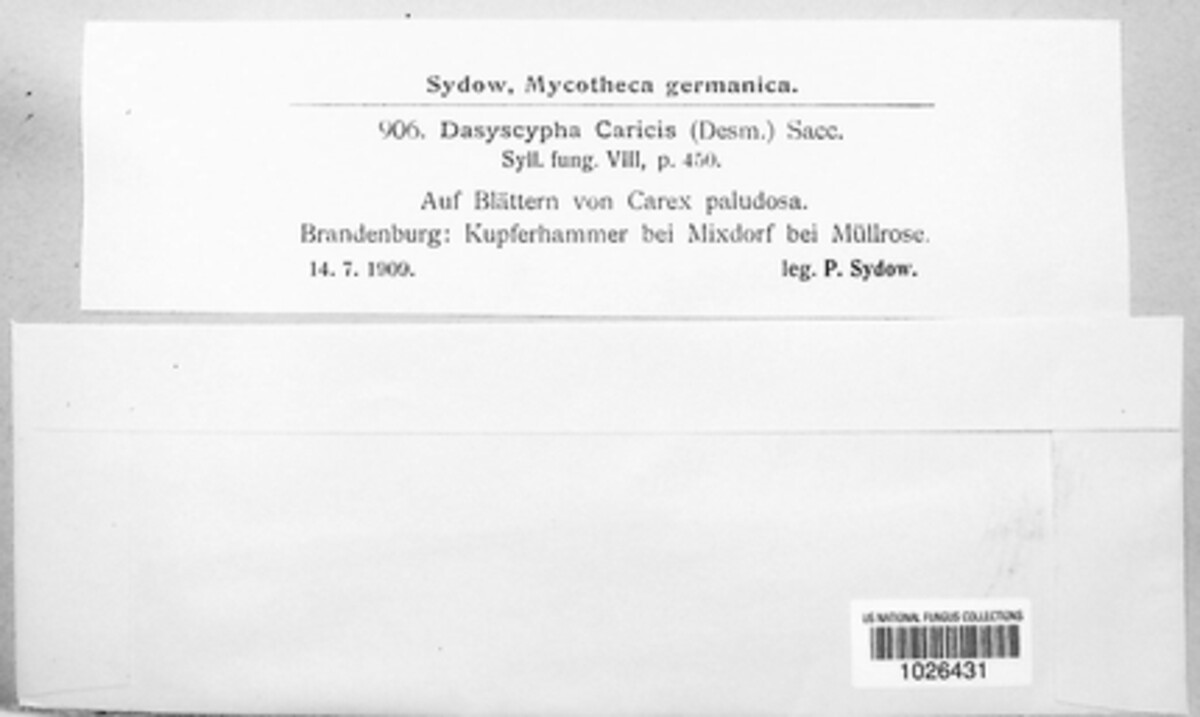 Sydow, Mycotheca germanica.
906. Dasyscypha Caricis (Desm.) Sacc.
Syll. fung. VIII, p. 450.
Auf Blättern von Carex paludosa.
Brandenburg: Kupferhammer bei Mixdorf bei Müllrose.
14. 7. 1909. leg. P. Sydow.
US NATIONAL FUNGUS COLLECTIONS
1026431